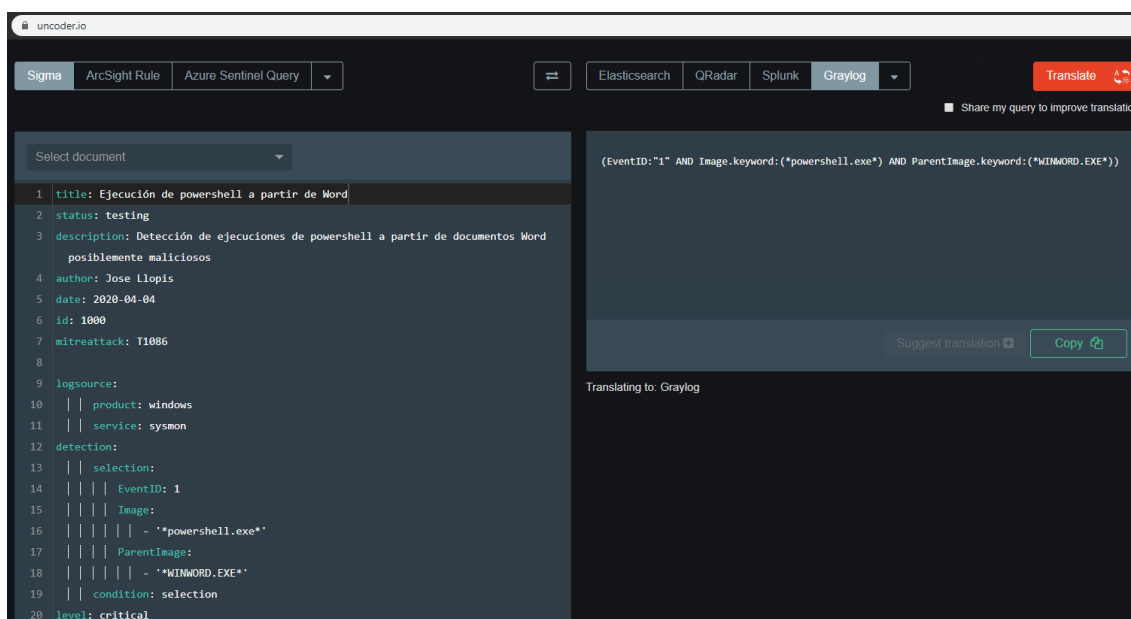 uncoder.io
Sigma ArcSight Rule Azure Sentinel Query
Elasticsearch QRadar Splunk Graylog
Translate
Share my query to improve translatio
Select document
1 title: Ejecución de powershell a partir de Word
2 status: testing
3 description: Detección de ejecuciones de powershell a partir de documentos Word
posiblemente maliciosos
4 author: Jose Llopis
5 date: 2020-04-04
6 id: 1000
7 mitreattack: T1086
8
9 logsource:
10 product: windows
11 service: sysmon
12 detection:
13 selection:
14 EventID: 1
15 Image:
16 - '*powershell.exe*'
17 ParentImage:
18 - '*WINWORD.EXE*'
19 condition: selection
20 level: critical
(EventID:"1" AND Image.keyword:(*powershell.exe*) AND ParentImage.keyword:(*WINWORD.EXE*))
Suggest translation
Copy
Translating to: Graylog